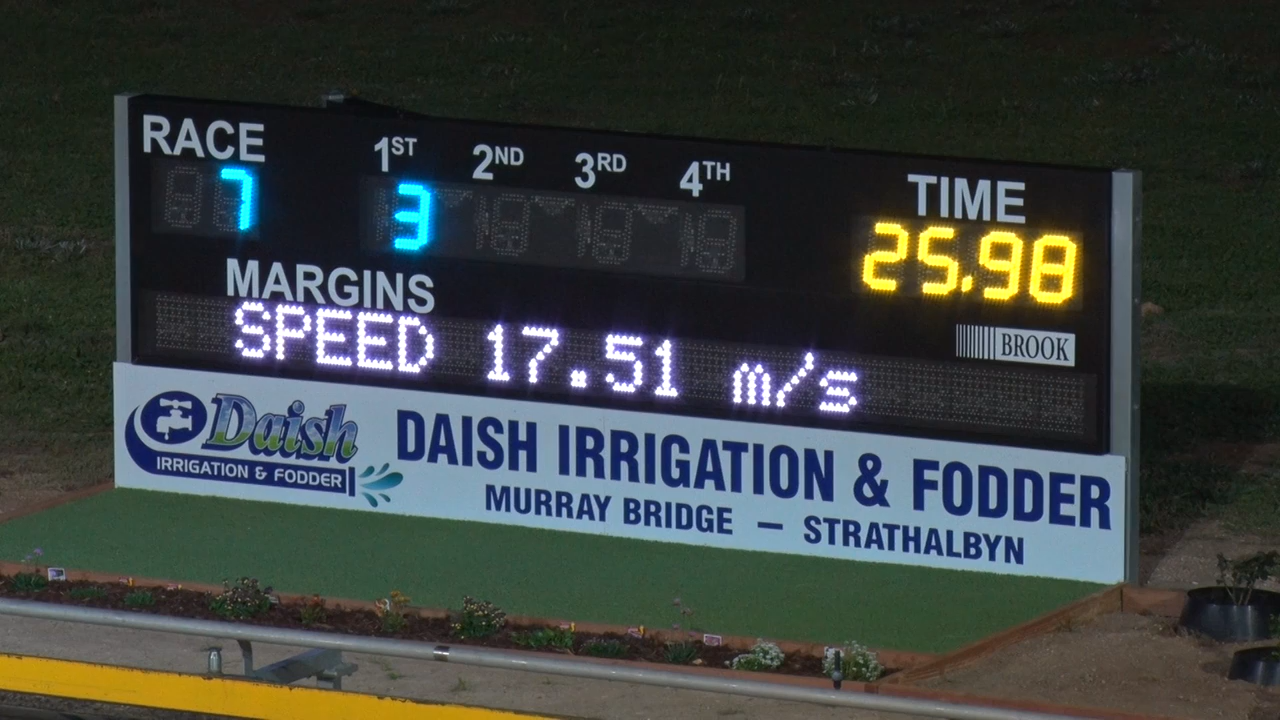 RACE 1ST 2ND 3RD 4TH TIME
7 3 25.98
MARGINS
SPEED 17.51 m/s
BROOK
Daish
IRRIGATION & FODDER
DAISH IRRIGATION & FODDER
MURRAY BRIDGE — STRATHALBYN